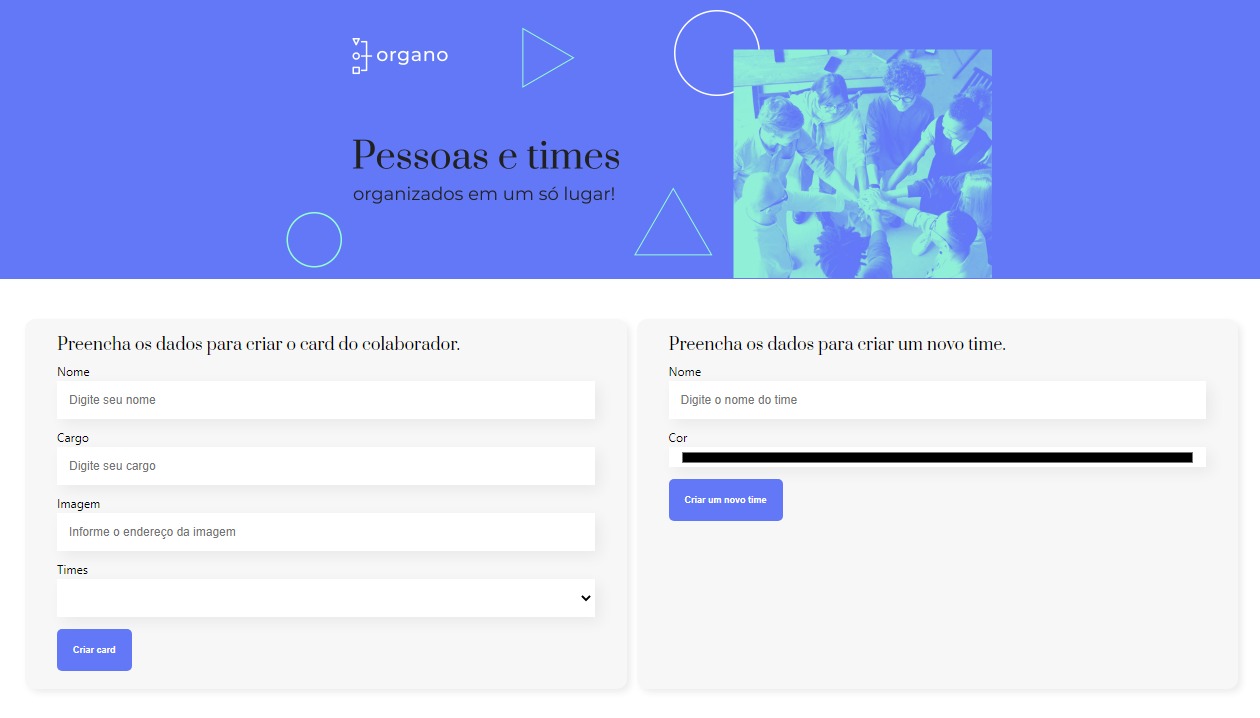 organo
Pessoas e times
organizados em um só lugar!
Preencha os dados para criar o card do colaborador.
Nome
Digite seu nome
Cargo
Digite seu cargo
Imagem
Informe o endereço da imagem
Times
Criar card
Preencha os dados para criar um novo time.
Nome
Digite o nome do time
Cor
Criar um novo time